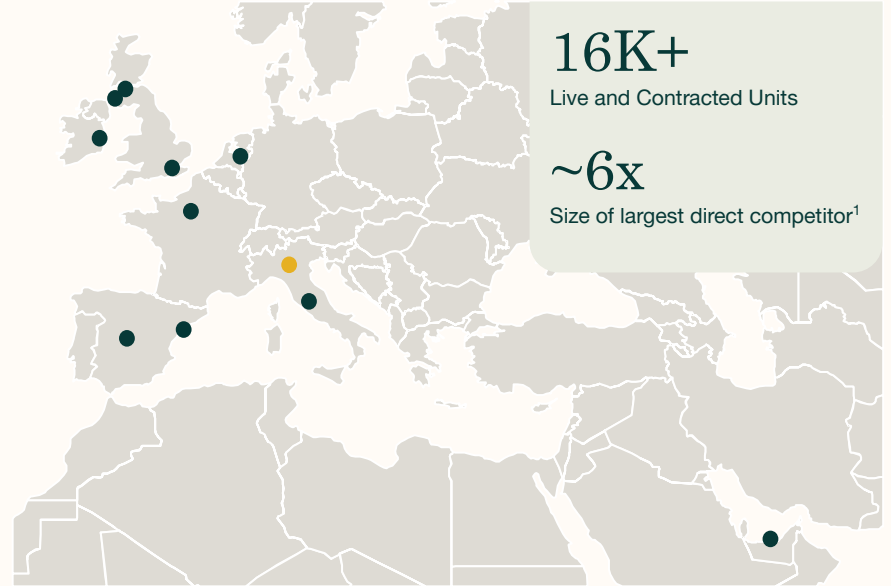 16K+
Live and Contracted Units
~6x
Size of largest direct competitor¹